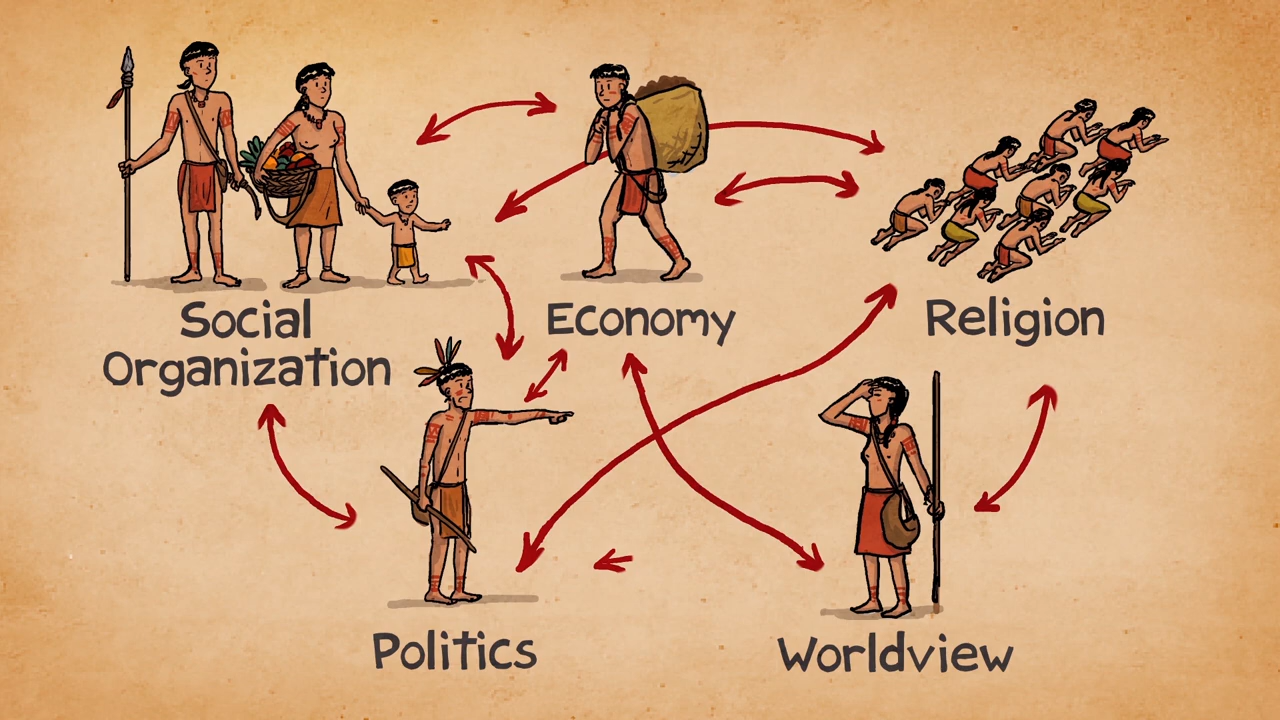 Social
Organization
Economy
Religion
Politics
Worldview